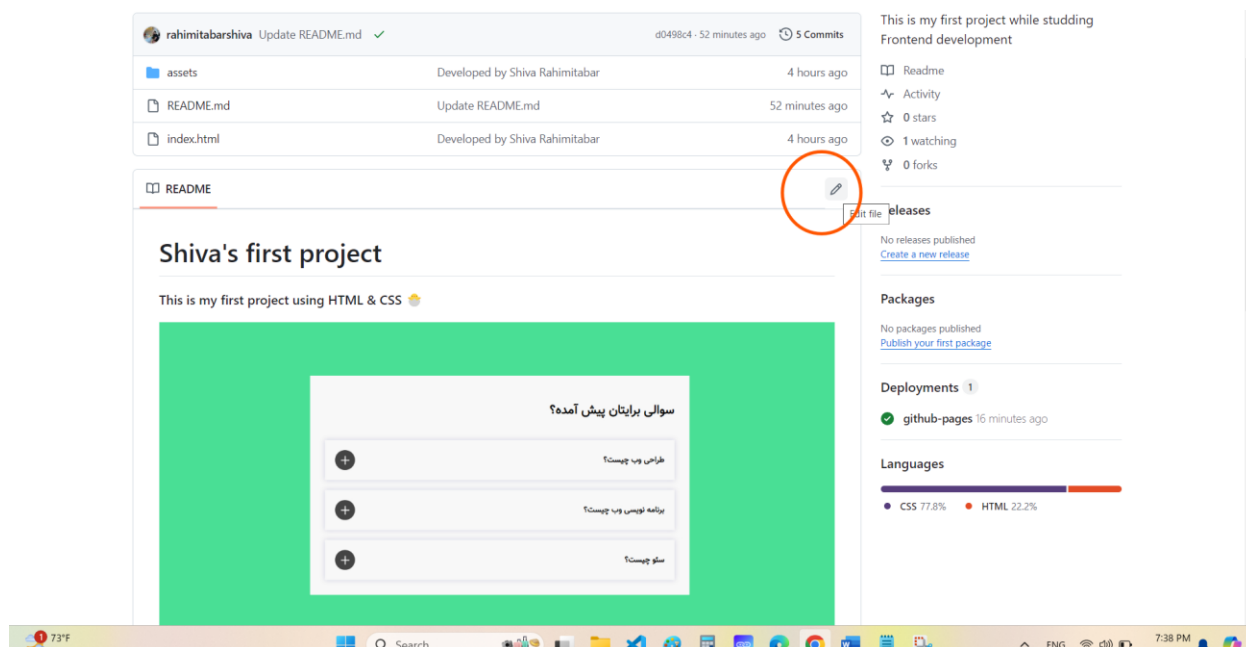 rahimitabarshiva Update README.md d0498c4 · 52 minutes ago 5 Commits
assets Developed by Shiva Rahimitabar 4 hours ago
README.md Update README.md 52 minutes ago
index.html Developed by Shiva Rahimitabar 4 hours ago
README
Edit file
Shiva's first project
This is my first project using HTML & CSS
سوالی برایتان پیش آمده؟
طراحی وب چیست؟
برنامه نویسی وب چیست؟
سئو چیست؟
This is my first project while studding
Frontend development
Readme
Activity
0 stars
1 watching
0 forks
eleases
No releases published
Create a new release
Packages
No packages published
Publish your first package
Deployments 1
github-pages 16 minutes ago
Languages
CSS 77.8% HTML 22.2%
1 73°F
Search
ENG
7:38 PM